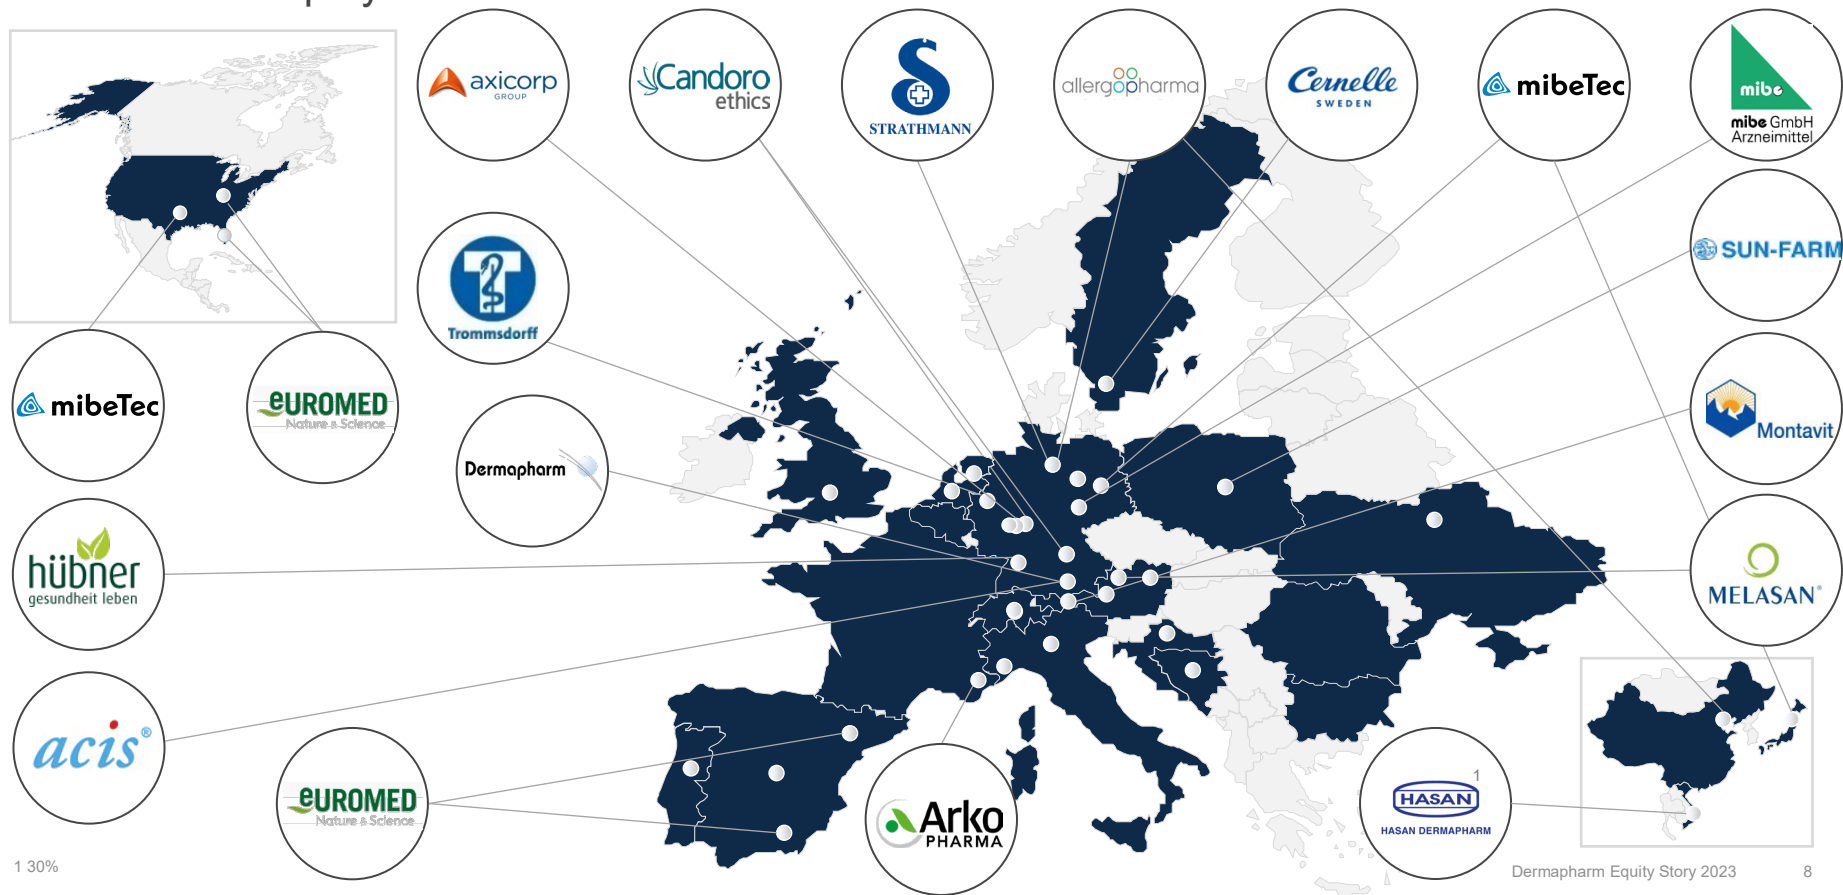 axicorp
GROUP
Candoro
ethics
STRATHMANN
allergopharma
Cernelle
SWEDEN
mibeTec
mibe
mibe GmbH
Arzneimittel
T
Trommsdorff
SUN-FARM
mibeTec
EUROMED
Nature & Science
Dermapharm
Montavit
hübner
gesundheit leben
MELASAN®
acis®
EUROMED
Nature & Science
Arko
PHARMA
1
HASAN
HASAN DERMAPHARM
1 30%
Dermapharm Equity Story 2023
8